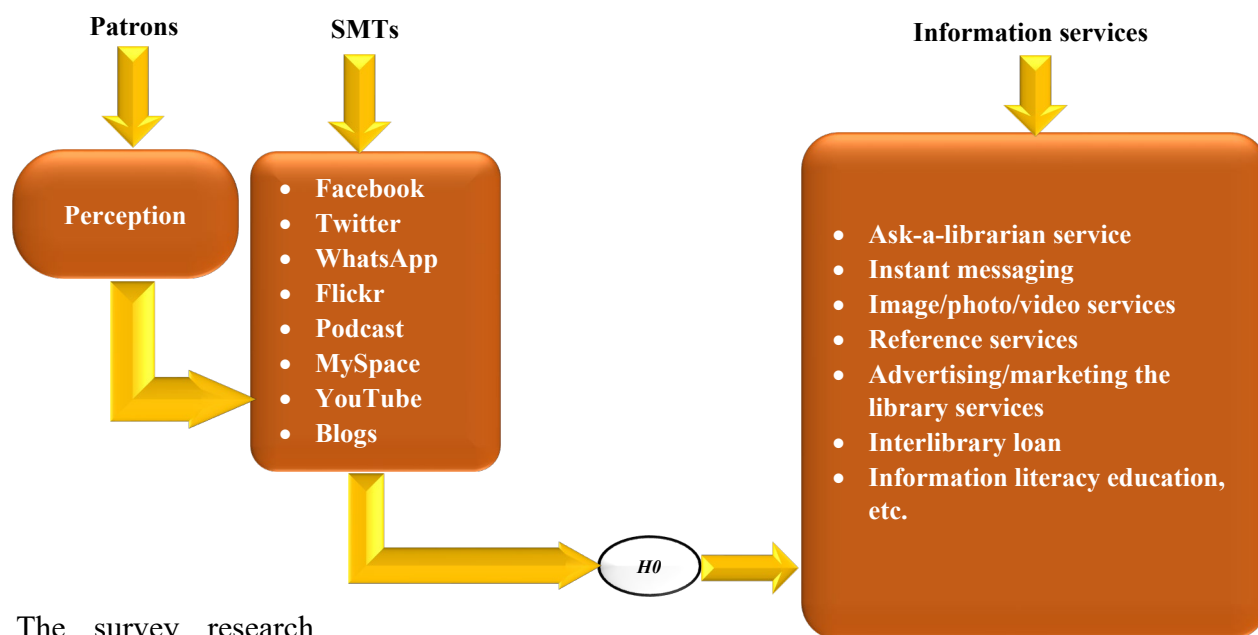 Patrons
SMTs
Information services
Perception
• Facebook
• Twitter
• WhatsApp
• Flickr
• Podcast
• MySpace
• YouTube
• Blogs
• Ask-a-librarian service
• Instant messaging
• Image/photo/video services
• Reference services
• Advertising/marketing the
library services
• Interlibrary loan
• Information literacy education,
etc.
H0
The survey research